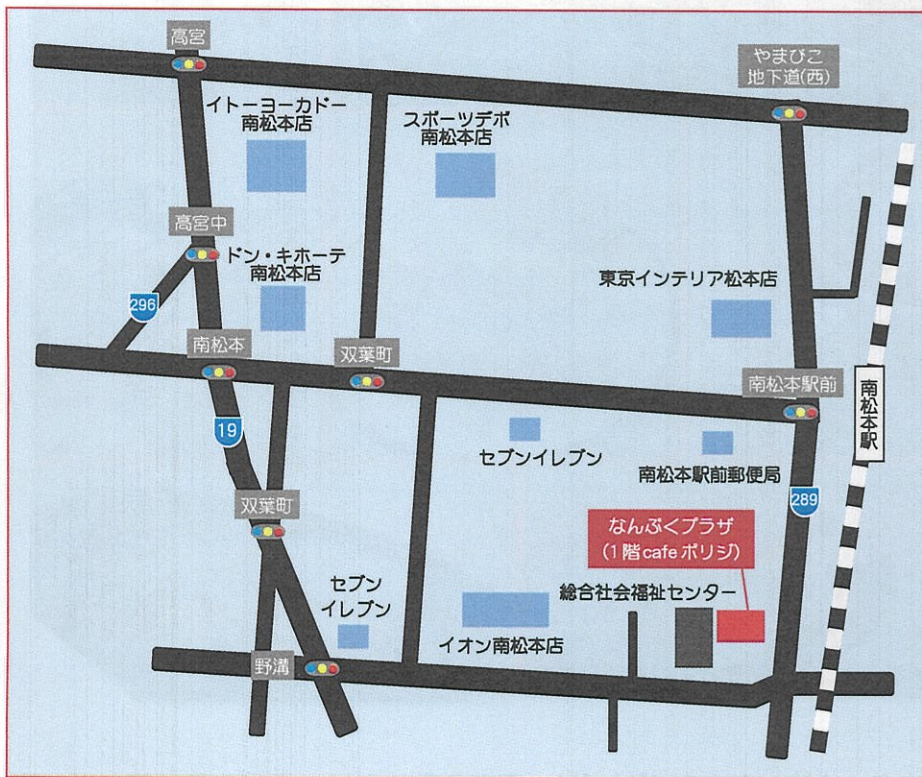 高宮
やまびこ
地下道(西)
イトーヨーカドー
南松本店
スポーツデポ
南松本店
高宮中
ドン・キホーテ
南松本店
東京インテリア松本店
296
南松本
双葉町
南松本駅前
南松本駅
19
セブンイレブン
南松本駅前郵便局
289
双葉町
なんぷくプラザ
(1階cafeポリジ)
セブン
イレブン
総合社会福祉センター
イオン南松本店
野溝